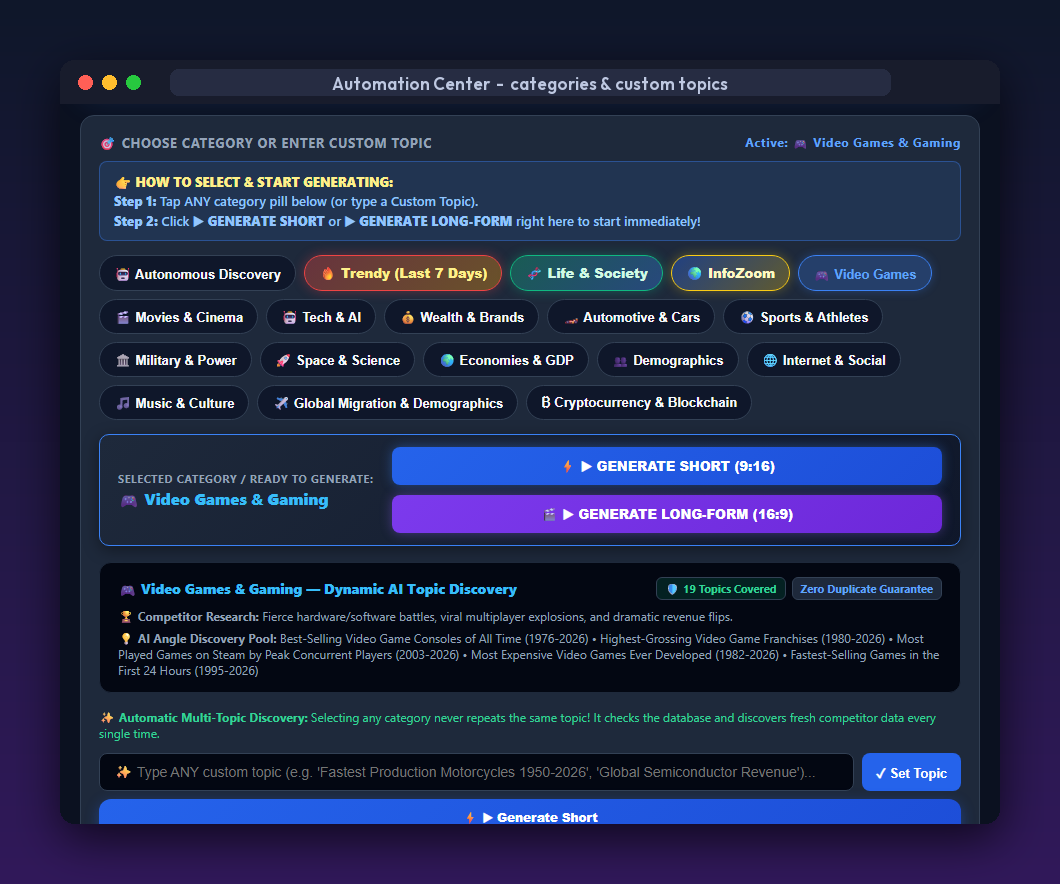 Automation Center - categories & custom topics
🎯 CHOOSE CATEGORY OR ENTER CUSTOM TOPIC
Active: 🎮 Video Games & Gaming
👉 HOW TO SELECT & START GENERATING:
Step 1: Tap ANY category pill below (or type a Custom Topic).
Step 2: Click ▶ GENERATE SHORT or ▶ GENERATE LONG-FORM right here to start immediately!
🤖 Autonomous Discovery
🔥 Trendy (Last 7 Days)
🧬 Life & Society
🌍 InfoZoom
🎮 Video Games
🎬 Movies & Cinema
🤖 Tech & AI
💰 Wealth & Brands
🏎️ Automotive & Cars
⚽ Sports & Athletes
🏛️ Military & Power
🚀 Space & Science
🌍 Economies & GDP
👥 Demographics
🌐 Internet & Social
🎵 Music & Culture
✈️ Global Migration & Demographics
₿ Cryptocurrency & Blockchain
SELECTED CATEGORY / READY TO GENERATE:
🎮 Video Games & Gaming
⚡ ▶ GENERATE SHORT (9:16)
🎬 ▶ GENERATE LONG-FORM (16:9)
🎮 Video Games & Gaming — Dynamic AI Topic Discovery
🛡️ 19 Topics Covered
Zero Duplicate Guarantee
🏆 Competitor Research: Fierce hardware/software battles, viral multiplayer explosions, and dramatic revenue flips.
💡 AI Angle Discovery Pool: Best-Selling Video Game Consoles of All Time (1976-2026) • Highest-Grossing Video Game Franchises (1980-2026) • Most
Played Games on Steam by Peak Concurrent Players (2003-2026) • Most Expensive Video Games Ever Developed (1982-2026) • Fastest-Selling Games in the
First 24 Hours (1995-2026)
✨ Automatic Multi-Topic Discovery: Selecting any category never repeats the same topic! It checks the database and discovers fresh competitor data every
single time.
✨ Type ANY custom topic (e.g. 'Fastest Production Motorcycles 1950-2026', 'Global Semiconductor Revenue')...
✓ Set Topic
⚡ ▶ Generate Short